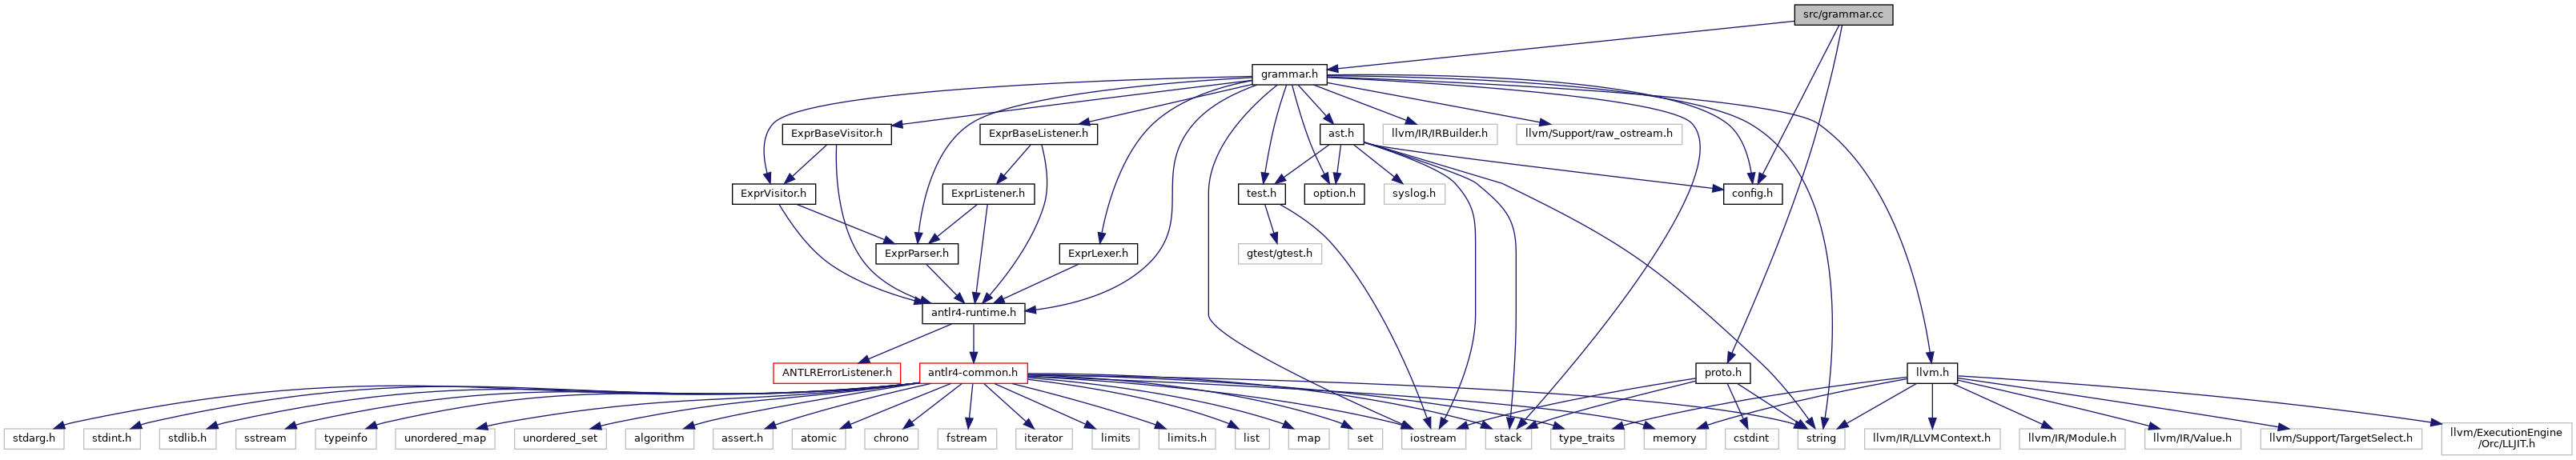 src/grammar.cc
grammar.h
ExprBaseVisitor.h
ExprBaseListener.h
ast.h
llvm/IR/IRBuilder.h
llvm/Support/raw_ostream.h
ExprVisitor.h
ExprListener.h
test.h
option.h
syslog.h
config.h
ExprParser.h
ExprLexer.h
gtest/gtest.h
antlr4-runtime.h
ANTLRErrorListener.h
antlr4-common.h
proto.h
llvm.h
stdarg.h
stdint.h
stdlib.h
sstream
typeinfo
unordered_map
unordered_set
algorithm
assert.h
atomic
chrono
fstream
iterator
limits
limits.h
list
map
set
iostream
stack
type_traits
memory
cstdint
string
llvm/IR/LLVMContext.h
llvm/IR/Module.h
llvm/IR/Value.h
llvm/Support/TargetSelect.h
llvm/ExecutionEngine
/Orc/LLJIT.h